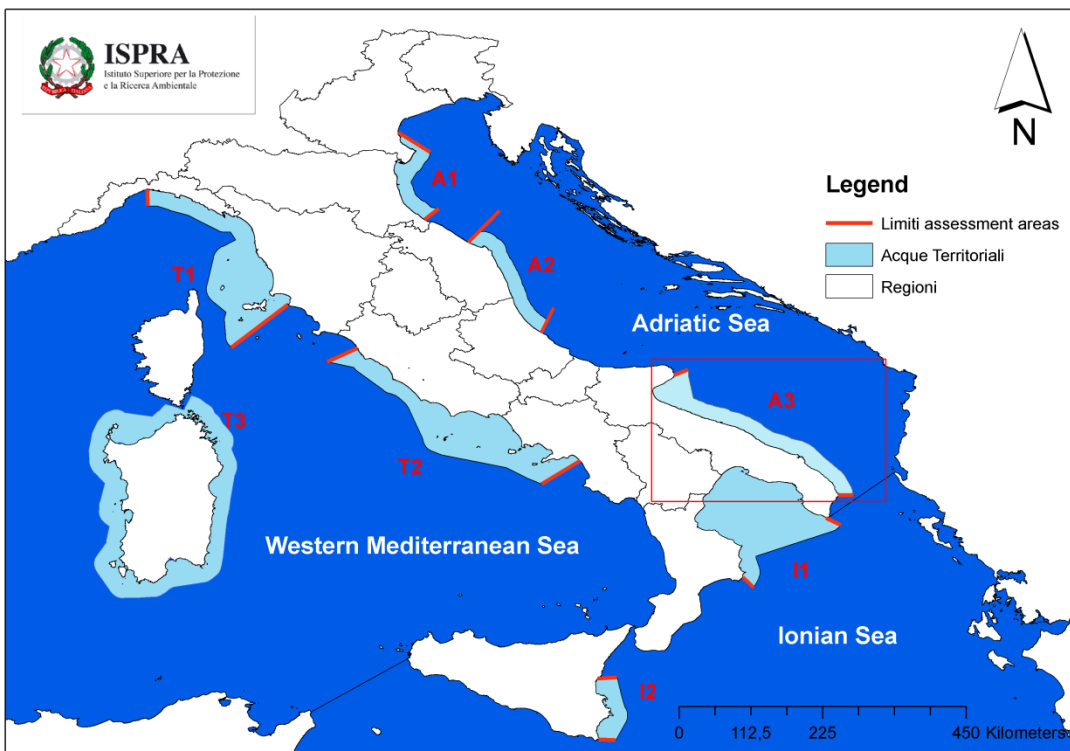 ISPRA
Istituto Superiore per la Protezione
e la Ricerca Ambientale
N
Legend
Limiti assessment areas
Acque Territoriali
Regioni
A1
A2
A3
T1
T2
T3
I1
I2
Adriatic Sea
Western Mediterranean Sea
Ionian Sea
0 112,5 225 450 Kilometers